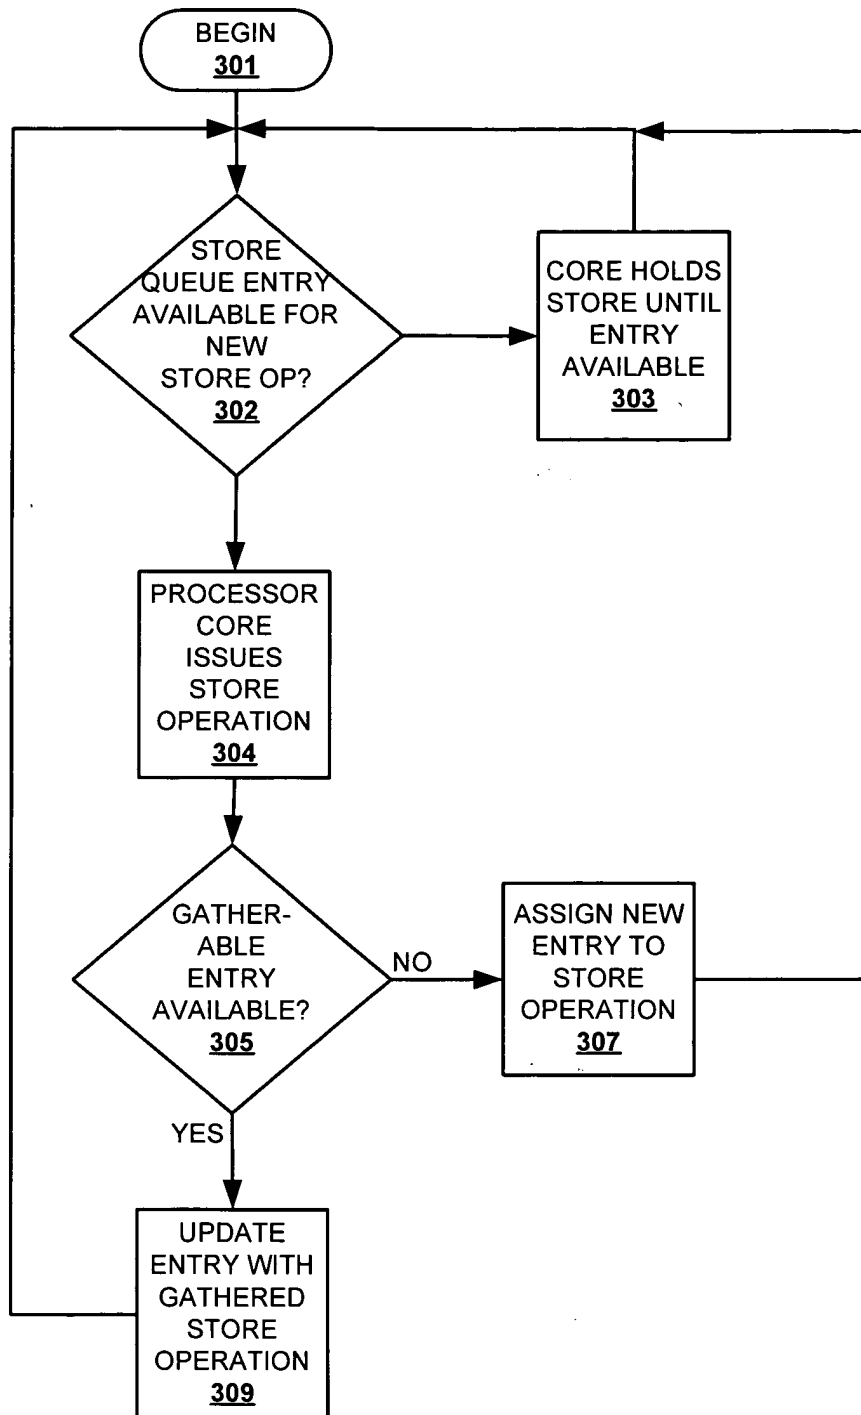 BEGIN
301
STORE
QUEUE ENTRY
AVAILABLE FOR
NEW
STORE OP?
302
CORE HOLDS
STORE UNTIL
ENTRY
AVAILABLE
303
PROCESSOR
CORE
ISSUES
STORE
OPERATION
304
GATHER-
ABLE
ENTRY
AVAILABLE?
305
NO
ASSIGN NEW
ENTRY TO
STORE
OPERATION
307
YES
UPDATE
ENTRY WITH
GATHERED
STORE
OPERATION
309